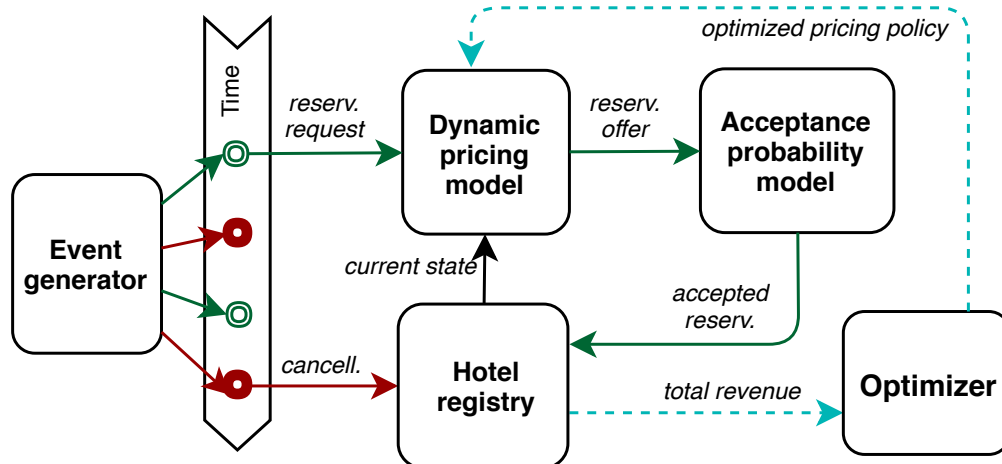 optimized pricing policy
Time
reserv.
request
Dynamic
pricing
model
reserv.
offer
Acceptance
probability
model
Event
generator
current state
accepted
reserv.
cancell.
Hotel
registry
total revenue
Optimizer